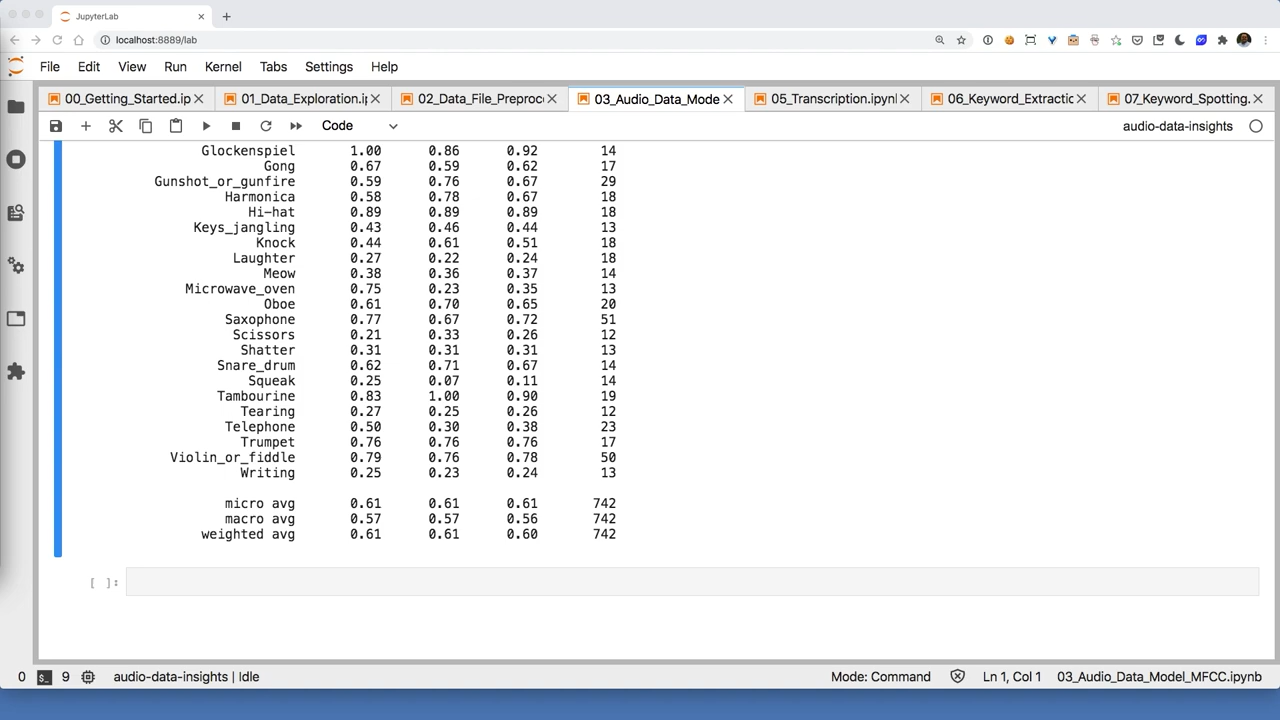 JupyterLab
localhost:8889/lab
File Edit View Run Kernel Tabs Settings Help
00_Getting_Started.ip 01_Data_Exploration.ip 02_Data_File_Preproc 03_Audio_Data_Mode 05_Transcription.ipynl 06_Keyword_Extractic 07_Keyword_Spotting.
Code audio-data-insights
Glockenspiel 1.00 0.86 0.92 14
Gong 0.67 0.59 0.62 17
Gunshot_or_gunfire 0.59 0.76 0.67 29
Harmonica 0.58 0.78 0.67 18
Hi-hat 0.89 0.89 0.89 18
Keys_jangling 0.43 0.46 0.44 13
Knock 0.44 0.61 0.51 18
Laughter 0.27 0.22 0.24 18
Meow 0.38 0.36 0.37 14
Microwave_oven 0.75 0.23 0.35 13
Oboe 0.61 0.70 0.65 20
Saxophone 0.77 0.67 0.72 51
Scissors 0.21 0.33 0.26 12
Shatter 0.31 0.31 0.31 13
Snare_drum 0.62 0.71 0.67 14
Squeak 0.25 0.07 0.11 14
Tambourine 0.83 1.00 0.90 19
Tearing 0.27 0.25 0.26 12
Telephone 0.50 0.30 0.38 23
Trumpet 0.76 0.76 0.76 17
Violin_or_fiddle 0.79 0.76 0.78 50
Writing 0.25 0.23 0.24 13
micro avg 0.61 0.61 0.61 742
macro avg 0.57 0.57 0.56 742
weighted avg 0.61 0.61 0.60 742
[ ]:
0 $_ 9 audio-data-insights | Idle Mode: Command Ln 1, Col 1 03_Audio_Data_Model_MFCC.ipynb